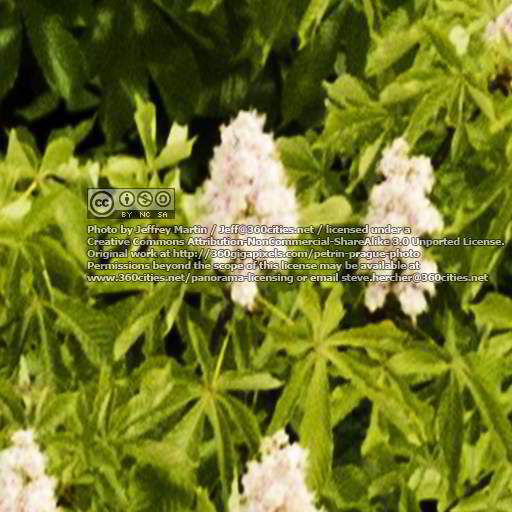 cc
BY NC SA
Photo by Jeffrey Martin / Jeff@360cities.net / licensed under a
Creative Commons Attribution-NonCommercial-ShareAlike 3.0 Unported License.
Original work at http://360gigapixels.com/petrin-prague-photo
Permissions beyond the scope of this license may be available at
www.360cities.net/panorama-licensing or email steve.hercher@360cities.net